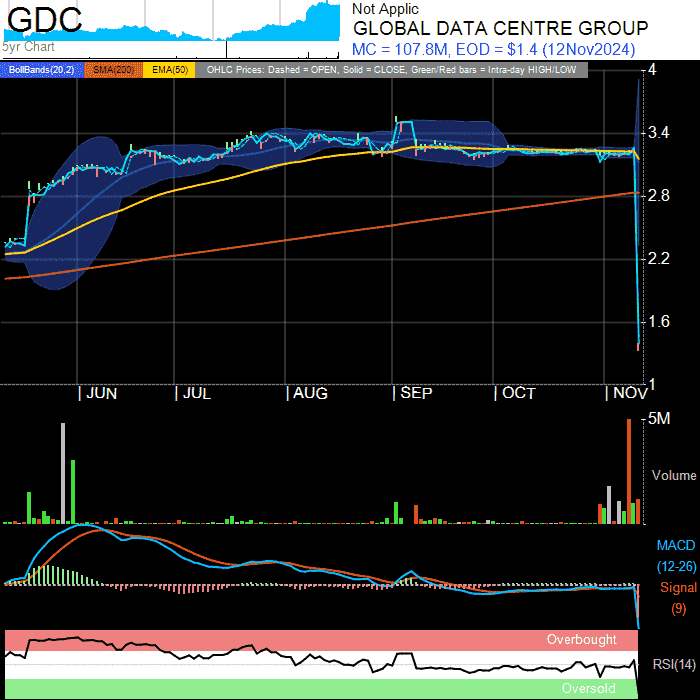 GDC
5yr Chart
Not Applic
GLOBAL DATA CENTRE GROUP
MC = 107.8M, EOD = $1.4 (12Nov2024)
BollBands(20,2) SMA(200) EMA(50) OHLC Prices: Dashed = OPEN, Solid = CLOSE, Green/Red bars = Intra-day HIGH/LOW
4
3.4
2.8
2.2
1.6
1
JUN JUL AUG SEP OCT NOV
5M
Volume
MACD
(12-26)
Signal
(9)
Overbought
RSI(14)
Oversold